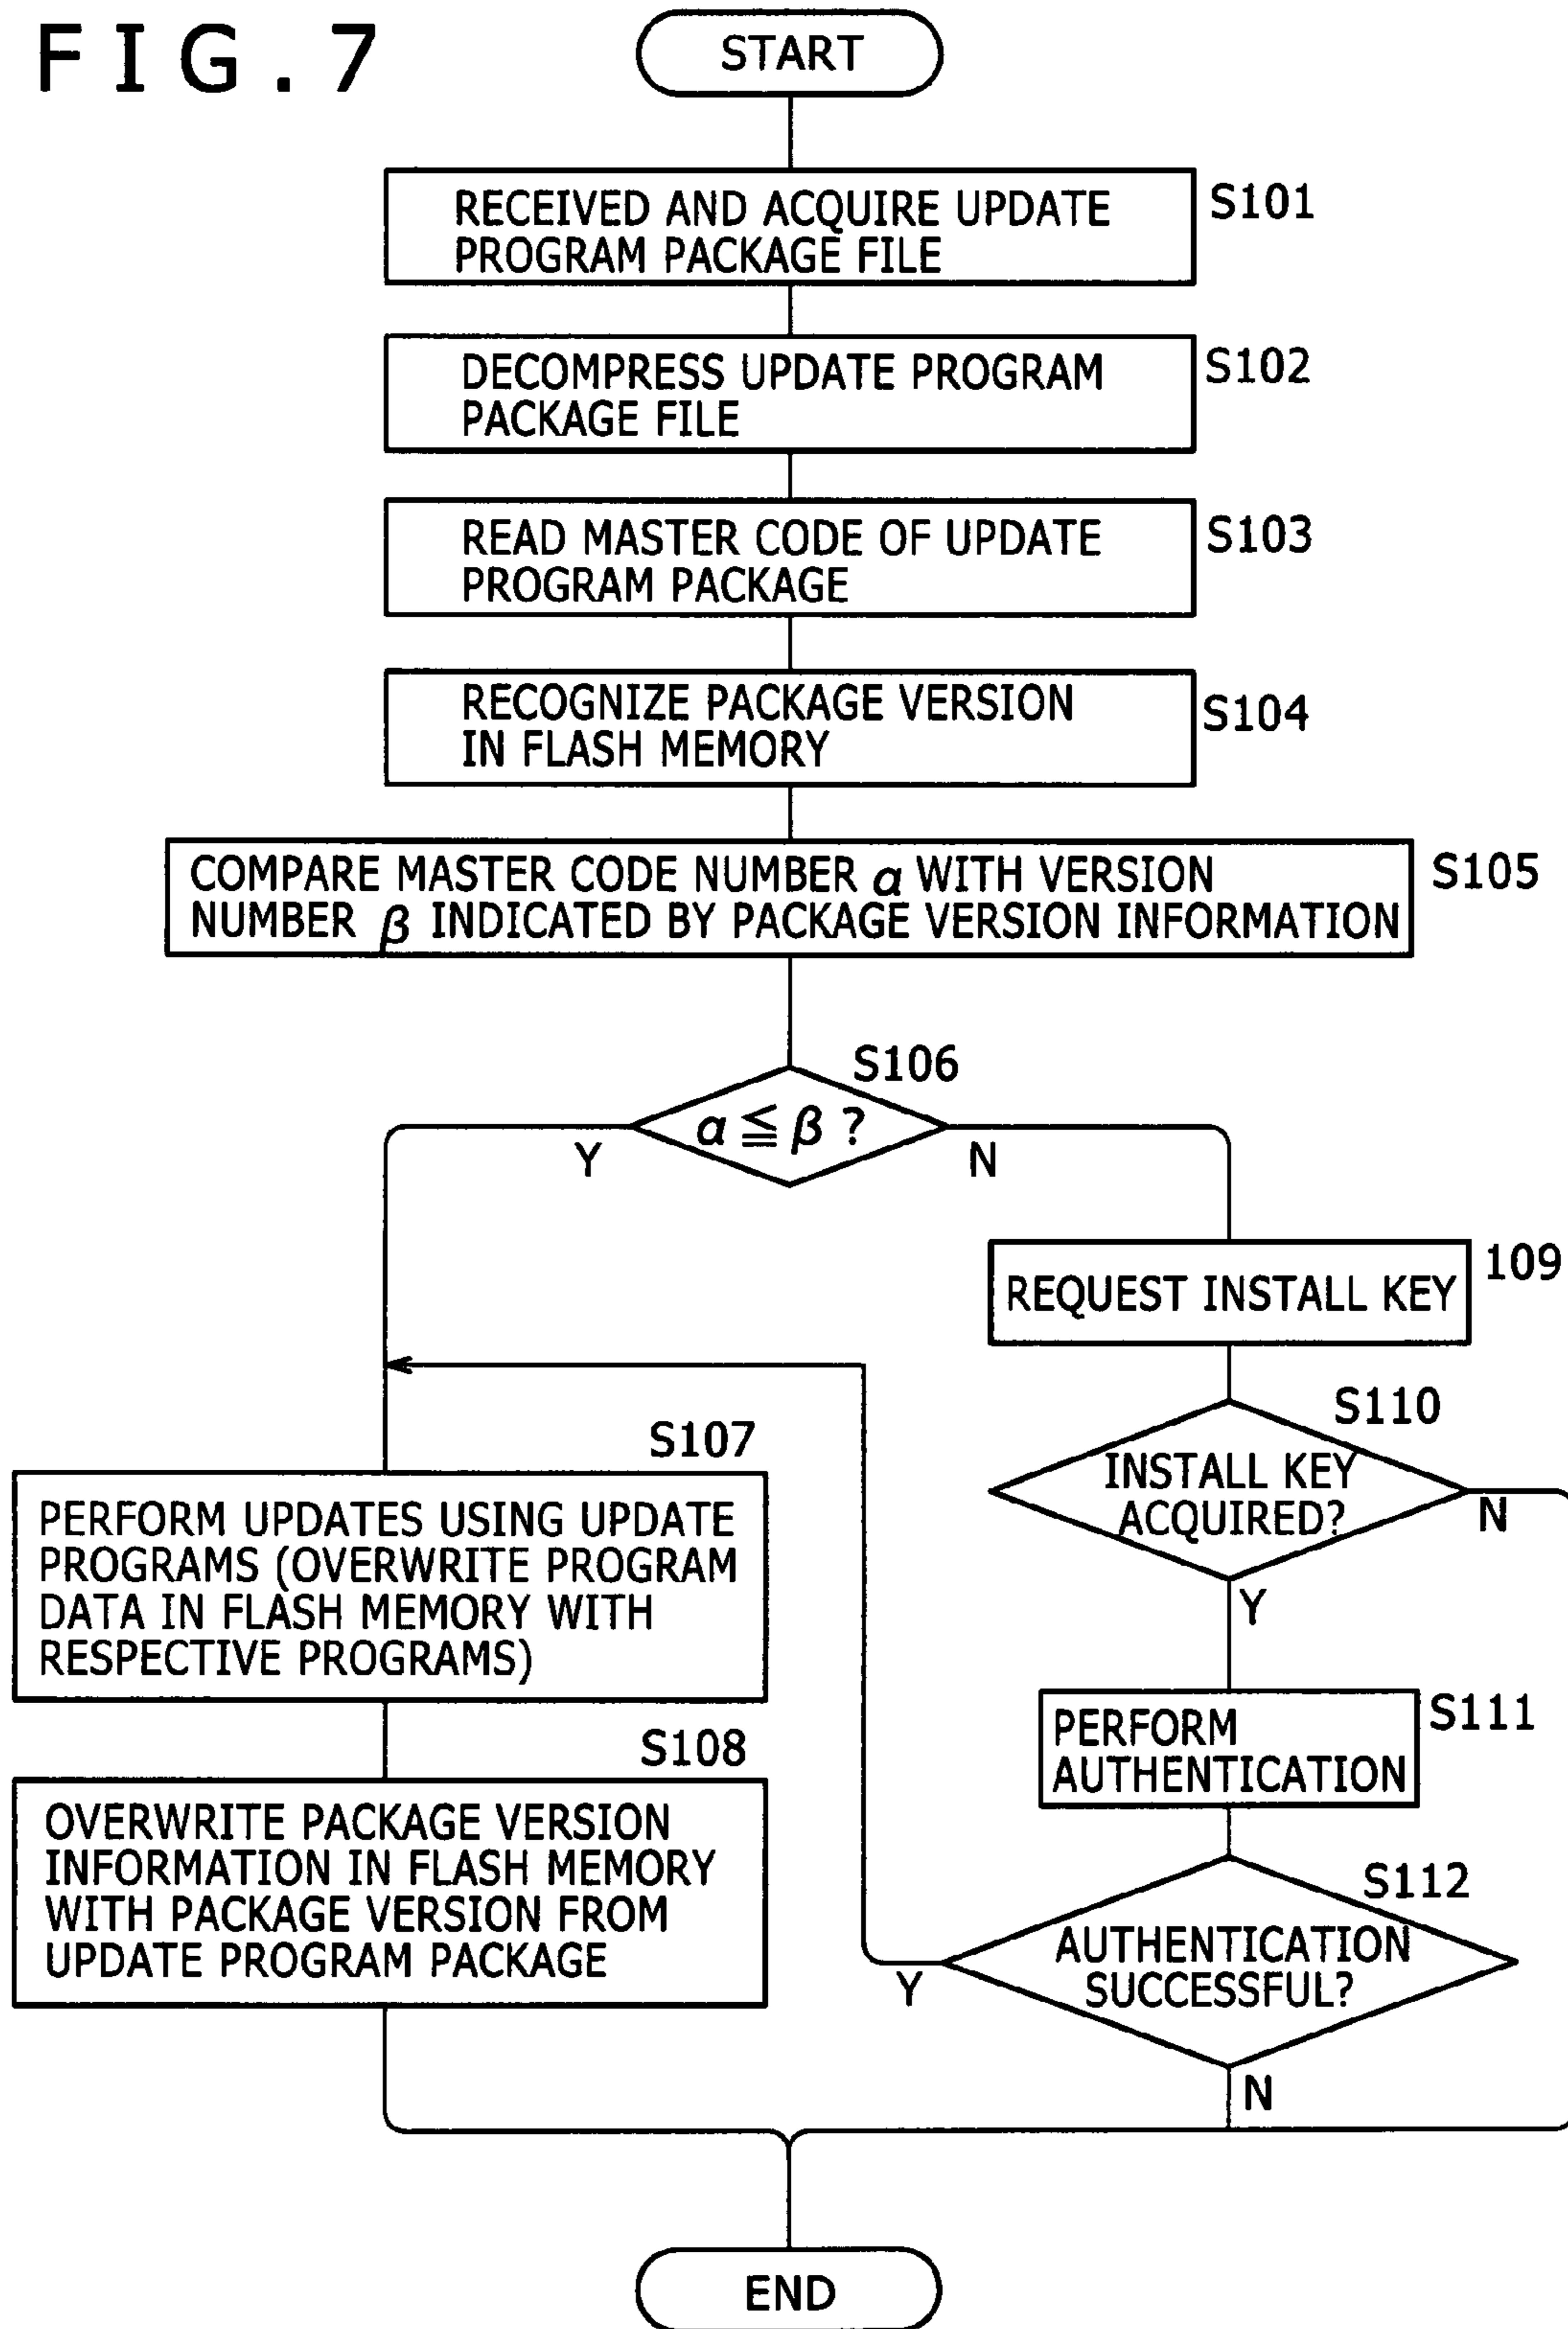 FIG.7
START
RECEIVED AND ACQUIRE UPDATE
PROGRAM PACKAGE FILE
S101
DECOMPRESS UPDATE PROGRAM
PACKAGE FILE
S102
READ MASTER CODE OF UPDATE
PROGRAM PACKAGE
S103
RECOGNIZE PACKAGE VERSION
IN FLASH MEMORY
S104
COMPARE MASTER CODE NUMBER α WITH VERSION
NUMBER β INDICATED BY PACKAGE VERSION INFORMATION
S105
S106
α ≦ β ?
Y
N
109
REQUEST INSTALL KEY
S110
INSTALL KEY
ACQUIRED?
N
Y
S107
PERFORM UPDATES USING UPDATE
PROGRAMS (OVERWRITE PROGRAM
DATA IN FLASH MEMORY WITH
RESPECTIVE PROGRAMS)
S111
PERFORM
AUTHENTICATION
S108
OVERWRITE PACKAGE VERSION
INFORMATION IN FLASH MEMORY
WITH PACKAGE VERSION FROM
UPDATE PROGRAM PACKAGE
S112
AUTHENTICATION
SUCCESSFUL?
Y
N
END